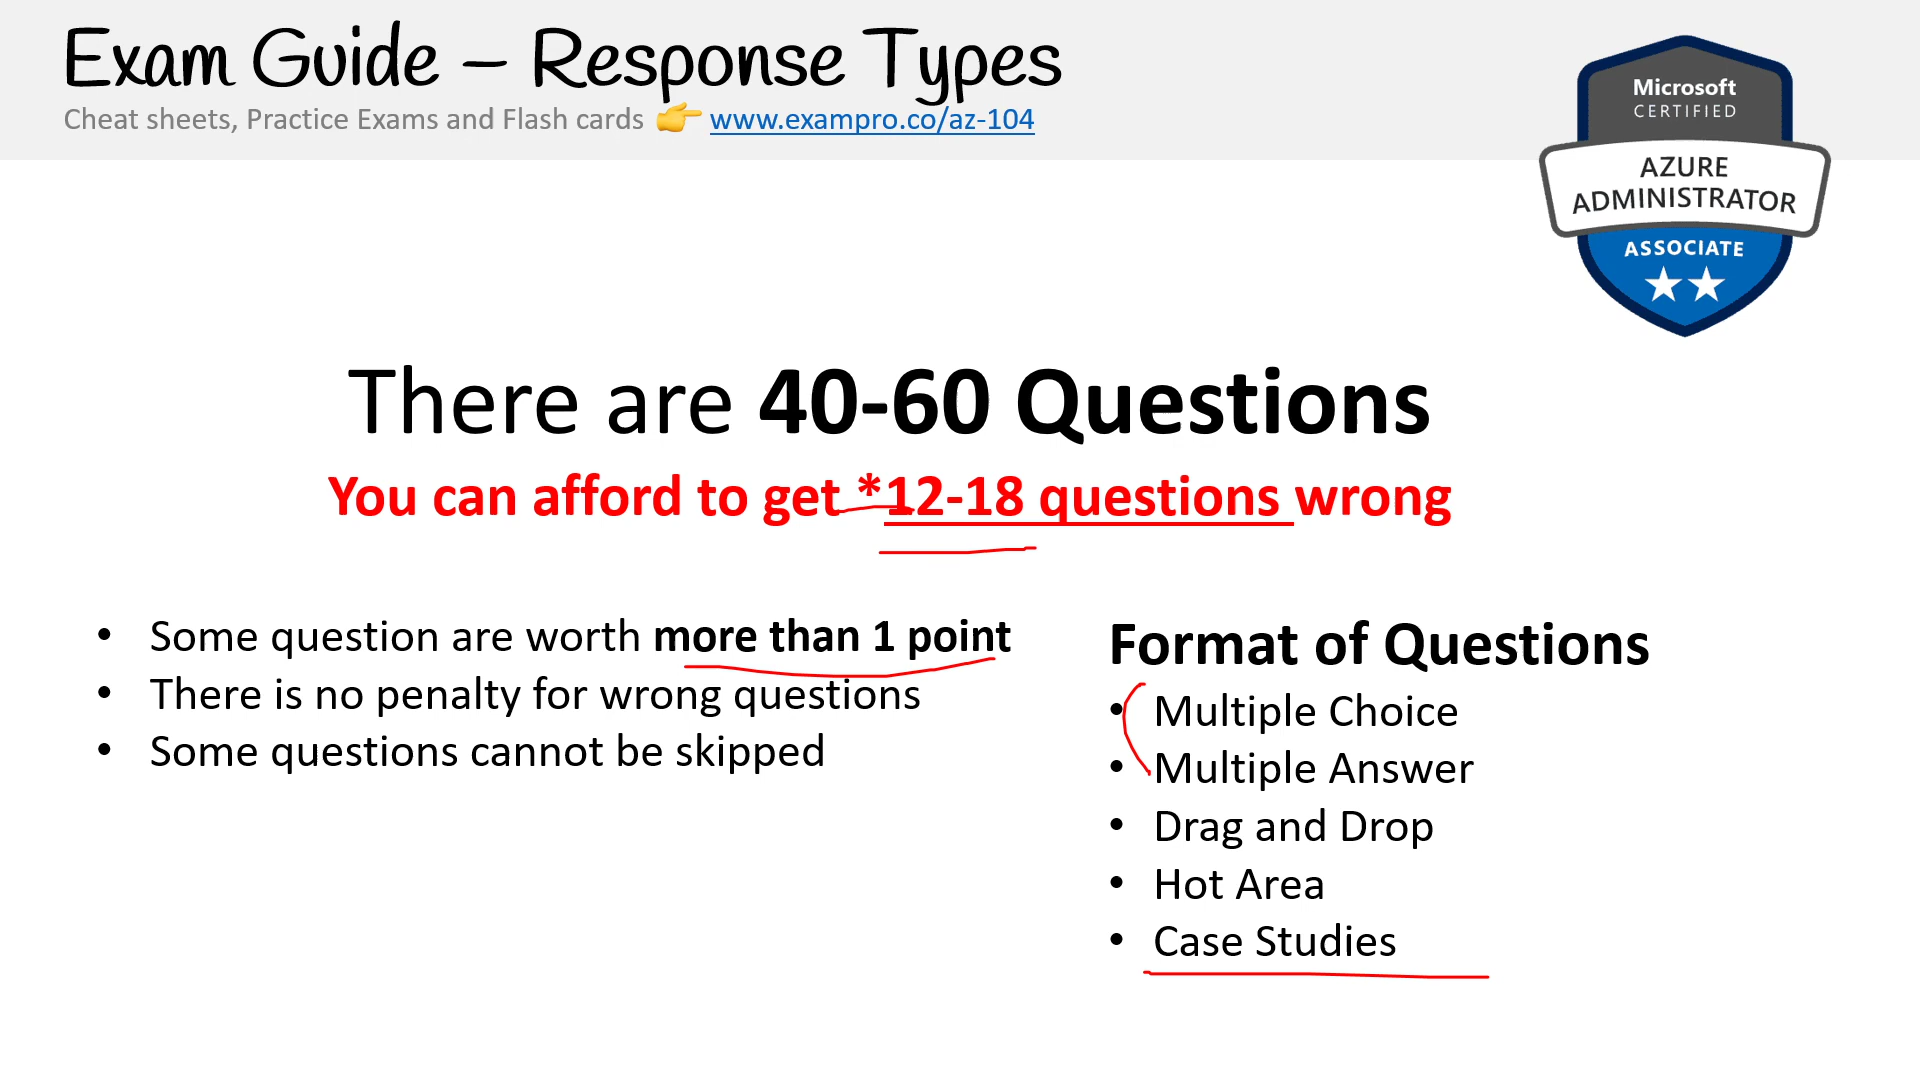 Exam Guide – Response Types
Cheat sheets, Practice Exams and Flash cards 👉 www.exampro.co/az-104
Microsoft
CERTIFIED
AZURE
ADMINISTRATOR
ASSOCIATE
There are 40-60 Questions
You can afford to get *12-18 questions wrong
• Some question are worth more than 1 point
• There is no penalty for wrong questions
• Some questions cannot be skipped
Format of Questions
• Multiple Choice
• Multiple Answer
• Drag and Drop
• Hot Area
• Case Studies